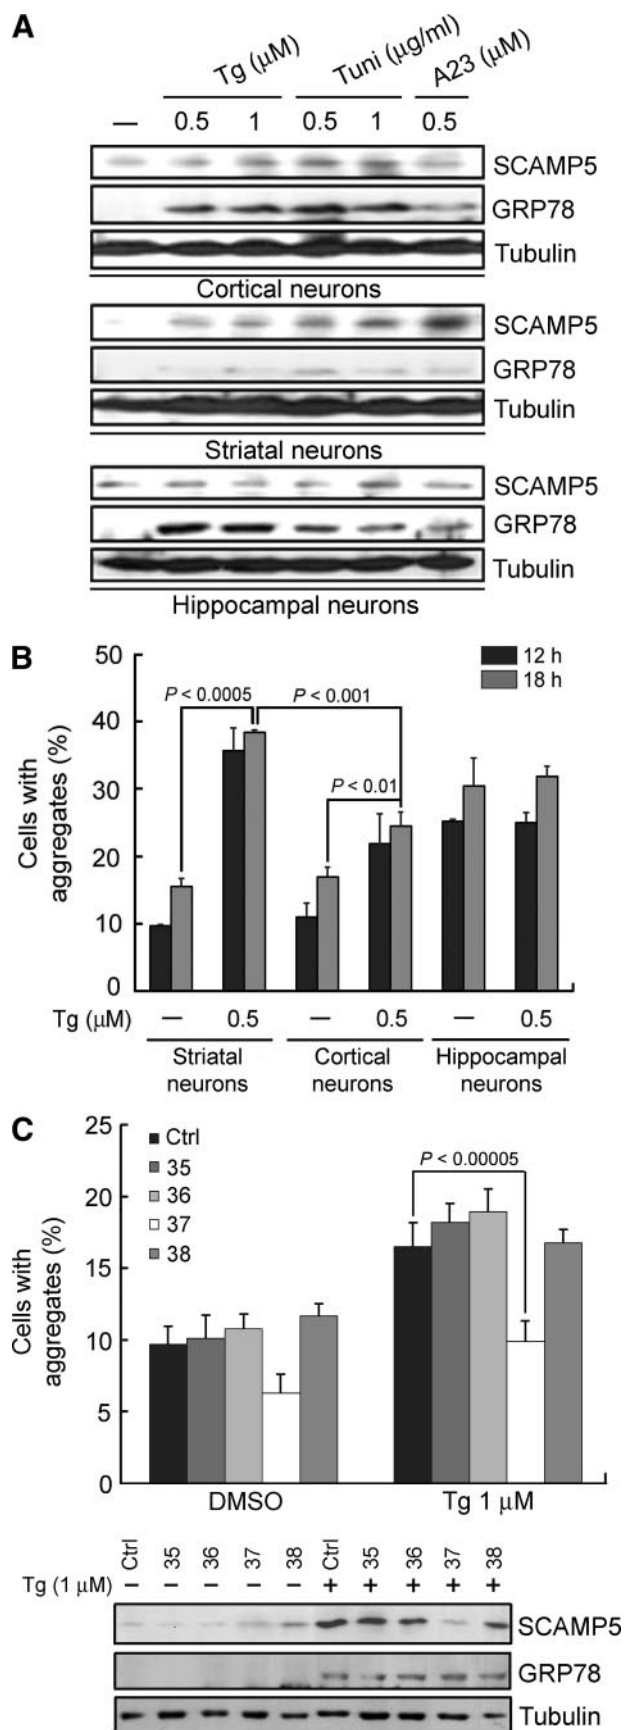 A
Tg (μM) Tuni (μg/ml) A23 (μM)
— 0.5 1 0.5 1 0.5
SCAMP5
GRP78
Tubulin
Cortical neurons
SCAMP5
GRP78
Tubulin
Striatal neurons
SCAMP5
GRP78
Tubulin
Hippocampal neurons
B
Cells with
aggregates (%)
50
40
30
20
10
0
12 h
18 h
P < 0.0005
P < 0.001
P < 0.01
Tg (μM) — 0.5 — 0.5 — 0.5
Striatal
neurons
Cortical
neurons
Hippocampal
neurons
C
Cells with
aggregates (%)
25
20
15
10
5
0
Ctrl
35
36
37
38
P < 0.00005
DMSO
Tg 1 μM
Ctrl 35 36 37 38 Ctrl 35 36 37 38
Tg (1 μM) – – – – – + + + + +
SCAMP5
GRP78
Tubulin